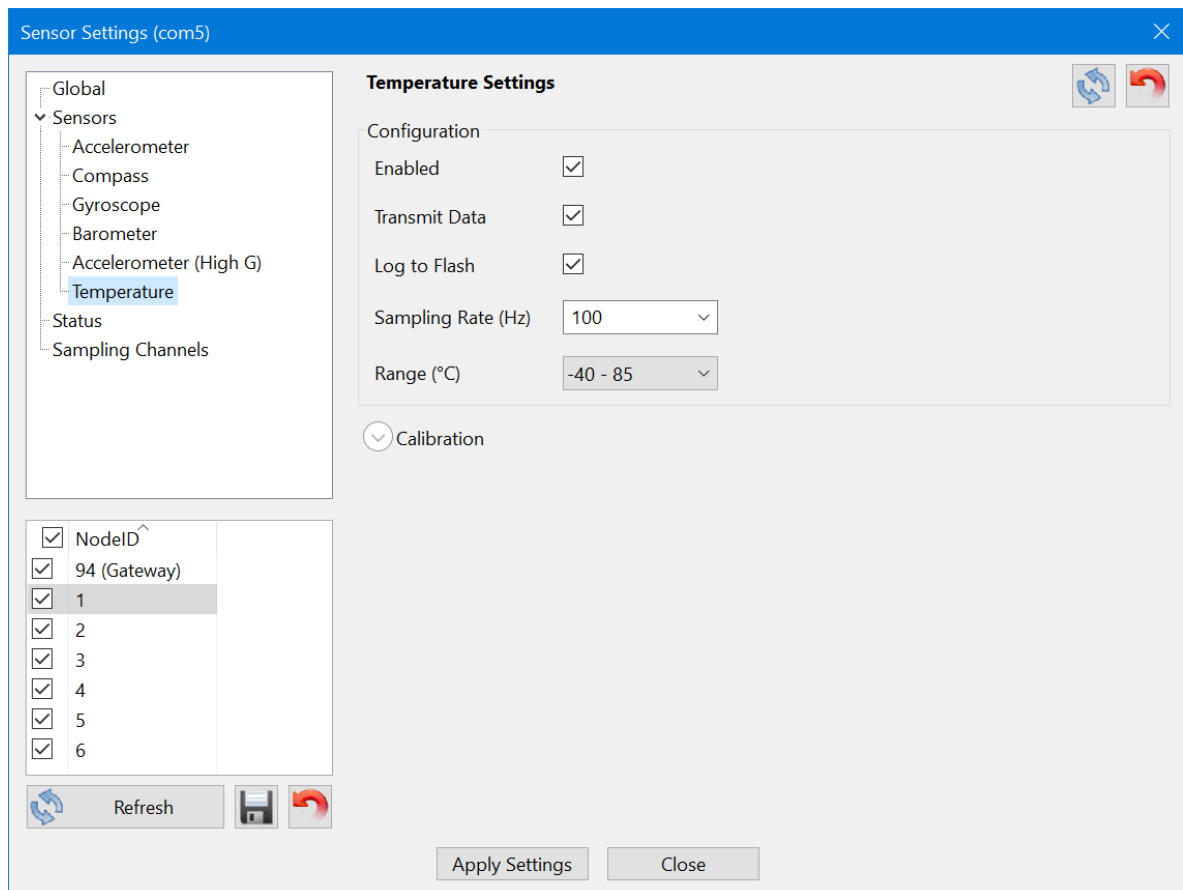 Sensor Settings (com5)
Global
Sensors
Accelerometer
Compass
Gyroscope
Barometer
Accelerometer (High G)
Temperature
Status
Sampling Channels
Temperature Settings
Configuration
Enabled
Transmit Data
Log to Flash
Sampling Rate (Hz) 100
Range (°C) -40 - 85
Calibration
NodeID
94 (Gateway)
1
2
3
4
5
6
Refresh
Apply Settings Close